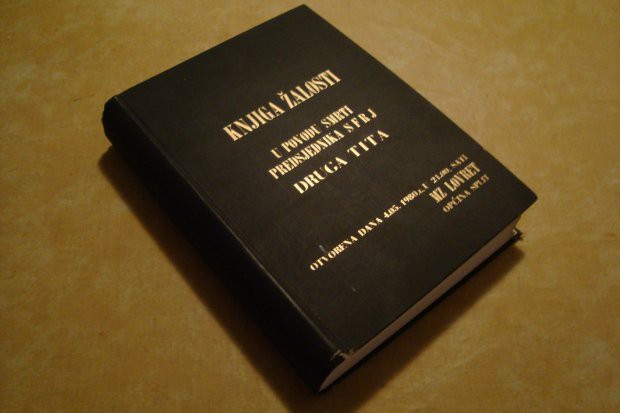 KNJIGA ŽALOSTI
U POVODU SMRTI
PREDSJEDNIKA SFRJ
DRUGA TITA
OTVORENA DANA 4.05.1980.g. U 21,00. SATI
MZ LOVRET
OPĆINA SPLIT